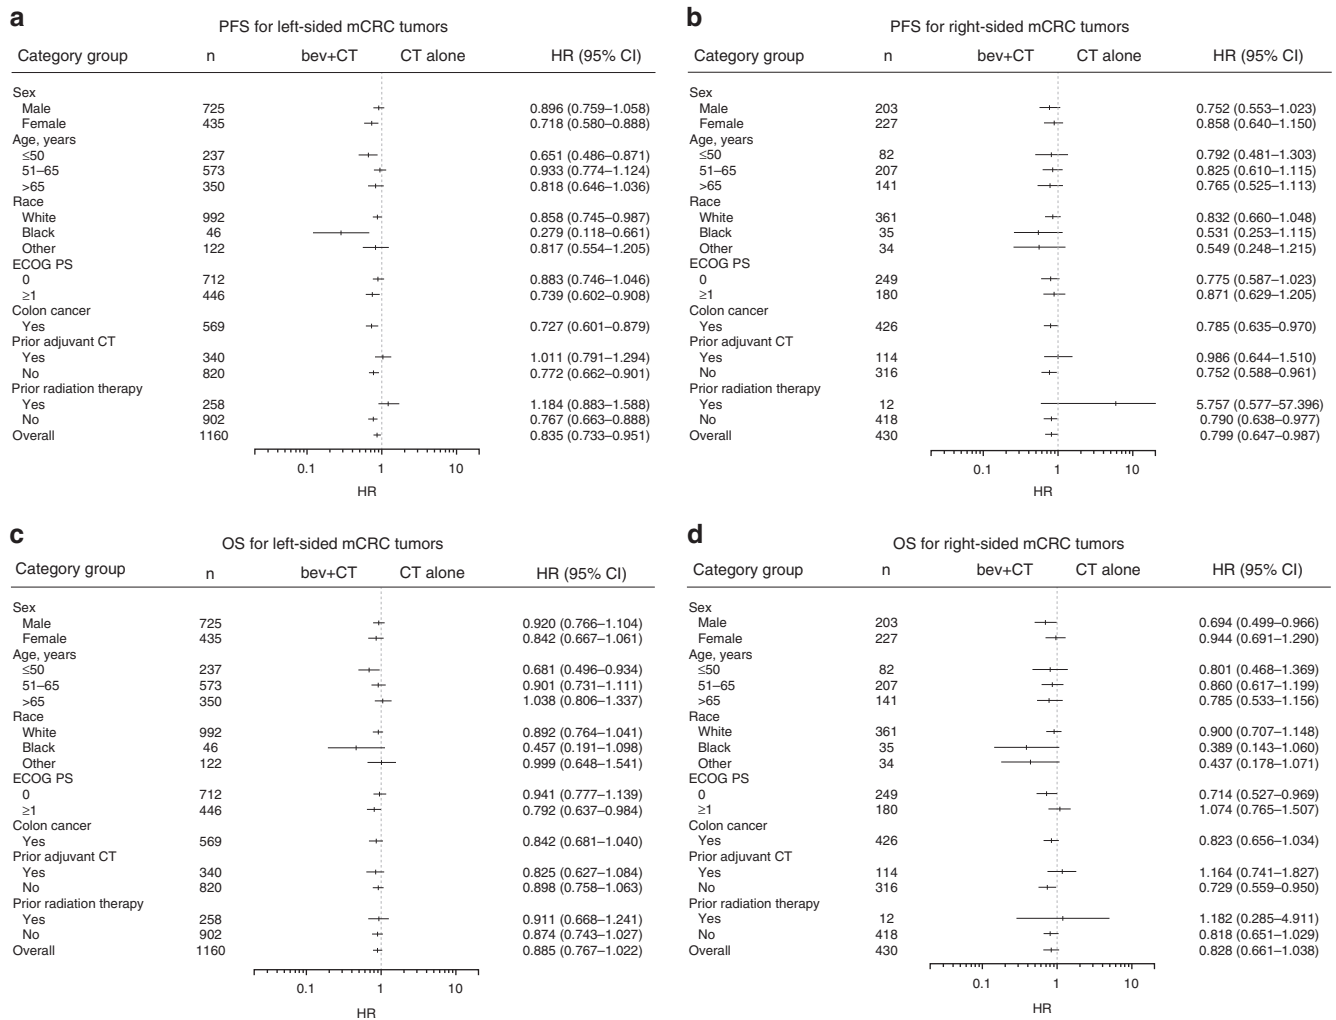 a
PFS for left-sided mCRC tumors
Category group n bev+CT CT alone HR (95% CI)
Sex
Male 725 0.896 (0.759–1.058)
Female 435 0.718 (0.580–0.888)
Age, years
≤50 237 0.651 (0.486–0.871)
51–65 573 0.933 (0.774–1.124)
>65 350 0.818 (0.646–1.036)
Race
White 992 0.858 (0.745–0.987)
Black 46 0.279 (0.118–0.661)
Other 122 0.817 (0.554–1.205)
ECOG PS
0 712 0.883 (0.746–1.046)
≥1 446 0.739 (0.602–0.908)
Colon cancer
Yes 569 0.727 (0.601–0.879)
Prior adjuvant CT
Yes 340 1.011 (0.791–1.294)
No 820 0.772 (0.662–0.901)
Prior radiation therapy
Yes 258 1.184 (0.883–1.588)
No 902 0.767 (0.663–0.888)
Overall 1160 0.835 (0.733–0.951)
0.1 1 10
HR
b
PFS for right-sided mCRC tumors
Category group n bev+CT CT alone HR (95% CI)
Sex
Male 203 0.752 (0.553–1.023)
Female 227 0.858 (0.640–1.150)
Age, years
≤50 82 0.792 (0.481–1.303)
51–65 207 0.825 (0.610–1.115)
>65 141 0.765 (0.525–1.113)
Race
White 361 0.832 (0.660–1.048)
Black 35 0.531 (0.253–1.115)
Other 34 0.549 (0.248–1.215)
ECOG PS
0 249 0.775 (0.587–1.023)
≥1 180 0.871 (0.629–1.205)
Colon cancer
Yes 426 0.785 (0.635–0.970)
Prior adjuvant CT
Yes 114 0.986 (0.644–1.510)
No 316 0.752 (0.588–0.961)
Prior radiation therapy
Yes 12 5.757 (0.577–57.396)
No 418 0.790 (0.638–0.977)
Overall 430 0.799 (0.647–0.987)
0.1 1 10
HR
c
OS for left-sided mCRC tumors
Category group n bev+CT CT alone HR (95% CI)
Sex
Male 725 0.920 (0.766–1.104)
Female 435 0.842 (0.667–1.061)
Age, years
≤50 237 0.681 (0.496–0.934)
51–65 573 0.901 (0.731–1.111)
>65 350 1.038 (0.806–1.337)
Race
White 992 0.892 (0.764–1.041)
Black 46 0.457 (0.191–1.098)
Other 122 0.999 (0.648–1.541)
ECOG PS
0 712 0.941 (0.777–1.139)
≥1 446 0.792 (0.637–0.984)
Colon cancer
Yes 569 0.842 (0.681–1.040)
Prior adjuvant CT
Yes 340 0.825 (0.627–1.084)
No 820 0.898 (0.758–1.063)
Prior radiation therapy
Yes 258 0.911 (0.668–1.241)
No 902 0.874 (0.743–1.027)
Overall 1160 0.885 (0.767–1.022)
0.1 1 10
HR
d
OS for right-sided mCRC tumors
Category group n bev+CT CT alone HR (95% CI)
Sex
Male 203 0.694 (0.499–0.966)
Female 227 0.944 (0.691–1.290)
Age, years
≤50 82 0.801 (0.468–1.369)
51–65 207 0.860 (0.617–1.199)
>65 141 0.785 (0.533–1.156)
Race
White 361 0.900 (0.707–1.148)
Black 35 0.389 (0.143–1.060)
Other 34 0.437 (0.178–1.071)
ECOG PS
0 249 0.714 (0.527–0.969)
≥1 180 1.074 (0.765–1.507)
Colon cancer
Yes 426 0.823 (0.656–1.034)
Prior adjuvant CT
Yes 114 1.164 (0.741–1.827)
No 316 0.729 (0.559–0.950)
Prior radiation therapy
Yes 12 1.182 (0.285–4.911)
No 418 0.818 (0.651–1.029)
Overall 430 0.828 (0.661–1.038)
0.1 1 10
HR